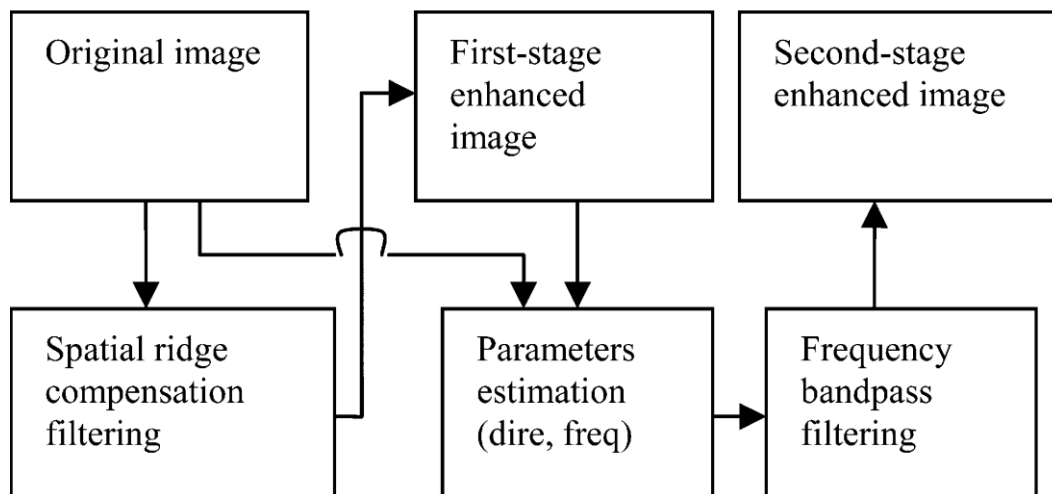 Original image
First-stage
enhanced
image
Second-stage
enhanced image
Spatial ridge
compensation
filtering
Parameters
estimation
(dire, freq)
Frequency
bandpass
filtering